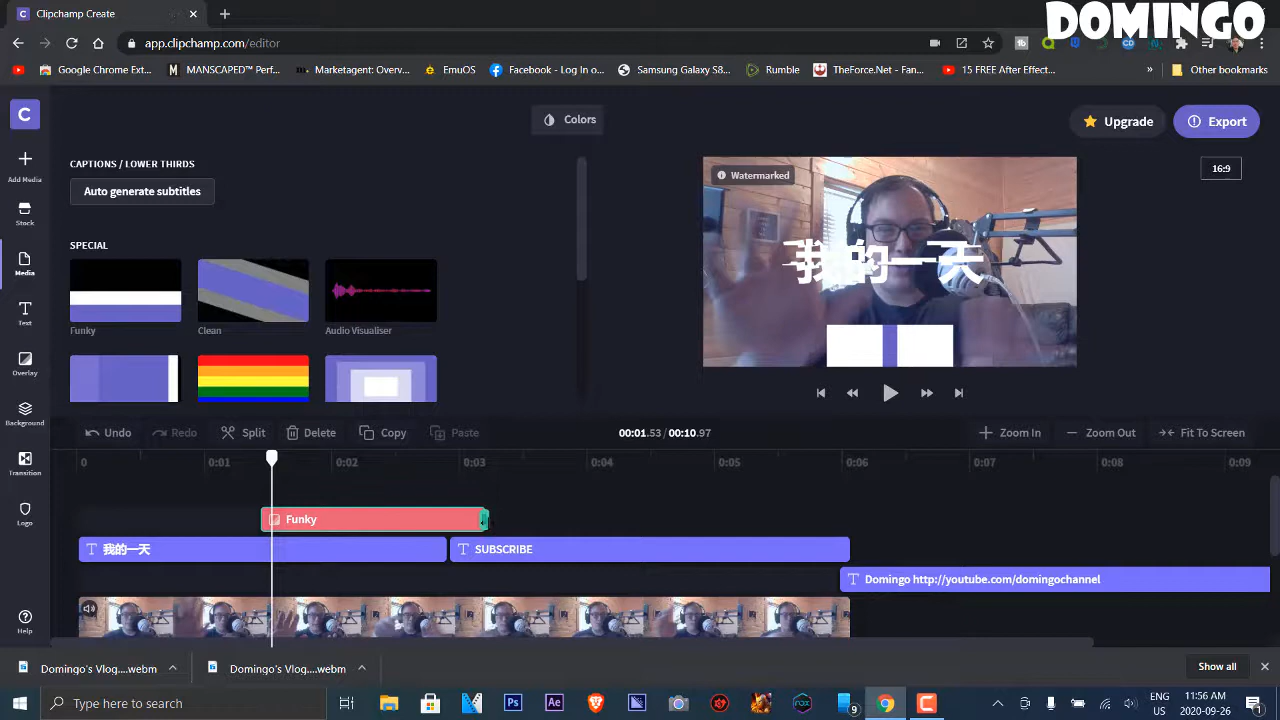 Clipchamp Create
DOMINGO
app.clipchamp.com/editor
Google Chrome Ext...
MANSCAPED™ Perf...
Marketagent: Overv...
EmuOS
Facebook - Log In o...
Samsung Galaxy S8...
Rumble
TheForce.Net - Fan...
15 FREE After Effect...
»
Other bookmarks
C
Colors
Upgrade
Export
Add Media
Stock
Media
Text
Overlay
Background
Transition
Logo
Help
CAPTIONS / LOWER THIRDS
Auto generate subtitles
SPECIAL
Funky
Clean
Audio Visualiser
Watermarked
我的一天
16:9
Undo
Redo
Split
Delete
Copy
Paste
00:01.53 / 00:10.97
Zoom In
Zoom Out
Fit To Screen
0
0:01
0:02
0:03
0:04
0:05
0:06
0:07
0:08
0:09
Funky
我的一天
SUBSCRIBE
Domingo http://youtube.com/domingochannel
Domingo's Vlog....webm
Domingo's Vlog....webm
Show all
Type here to search
Ps
Ae
nox
9
ENG
US
11:56 AM
2020-09-26